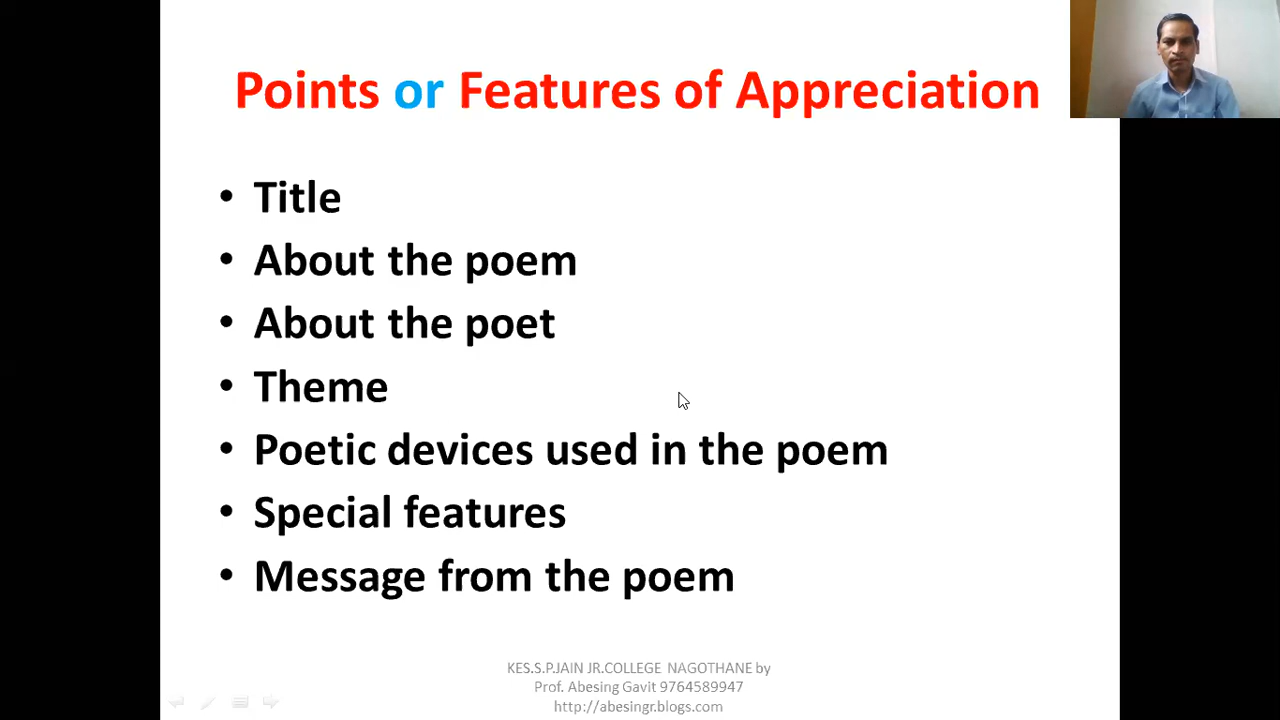 Points or Features of Appreciation
• Title
• About the poem
• About the poet
• Theme
• Poetic devices used in the poem
• Special features
• Message from the poem
KES.S.P.JAIN JR.COLLEGE NAGOTHANE by
Prof. Abesing Gavit 9764589947
http://abesingr.blogs.com